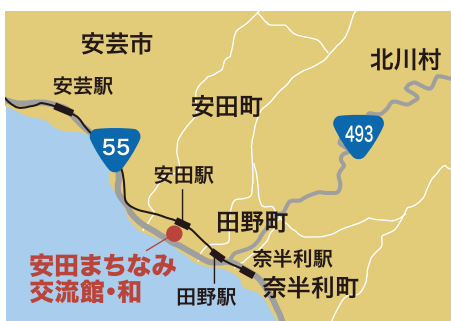 安芸市
北川村
安芸駅
安田町
493
55
安田駅
田野町
奈半利駅
安田まちなみ
交流館・和
奈半利町
田野駅